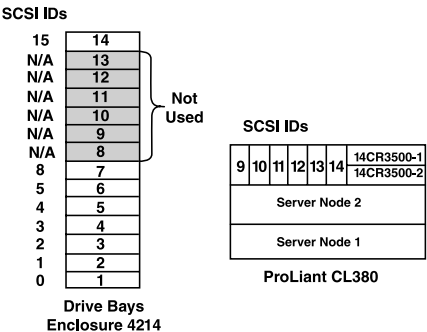 SCSI IDs
15 14
N/A 13
N/A 12
N/A 11
N/A 10
N/A 9
N/A 8
8 7
5 6
4 5
3 4
2 3
1 2
0 1
Not
Used
Drive Bays
Enclosure 4214
SCSI IDs
9 10 11 12 13 14 14CR3500-1
14CR3500-2
Server Node 2
Server Node 1
ProLiant CL380